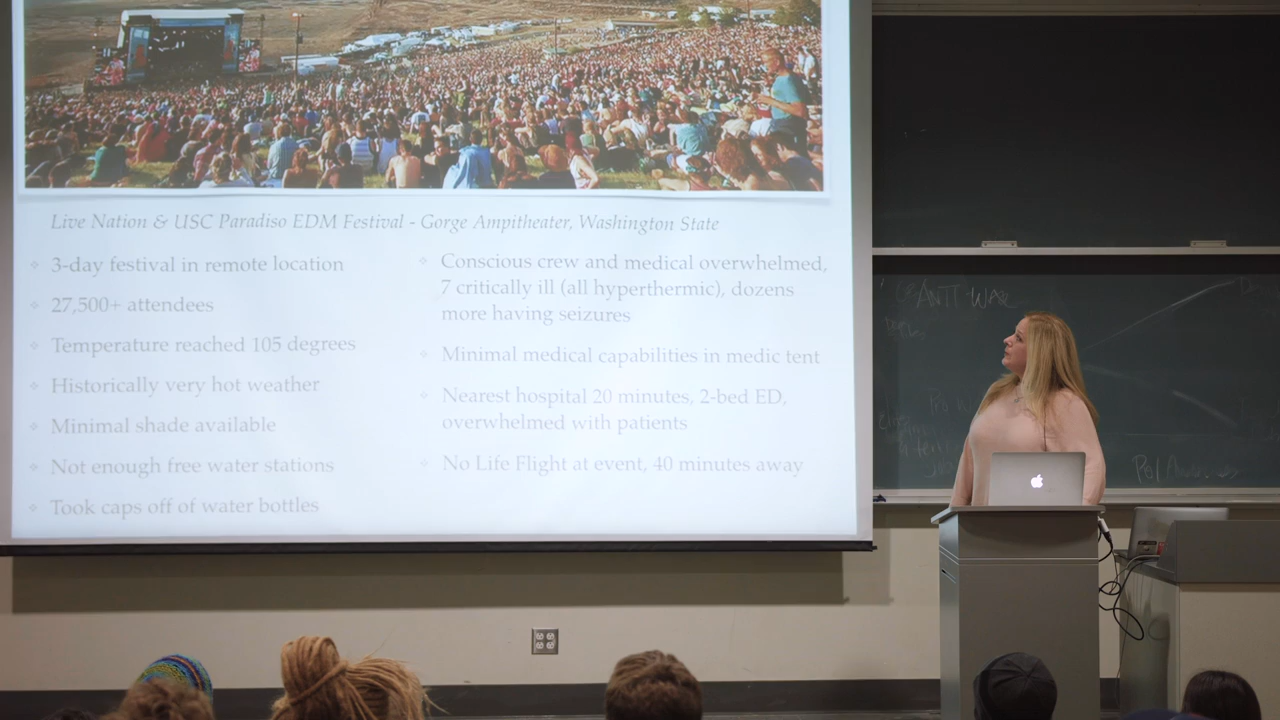 Live Nation & USC Paradiso EDM Festival - Gorge Ampitheater, Washington State
3-day festival in remote location
27,500+ attendees
Temperature reached 105 degrees
Historically very hot weather
Minimal shade available
Not enough free water stations
Took caps off of water bottles
Conscious crew and medical overwhelmed,
7 critically ill (all hyperthermic), dozens
more having seizures
Minimal medical capabilities in medic tent
Nearest hospital 20 minutes, 2-bed ED,
overwhelmed with patients
No Life Flight at event, 40 minutes away
ANTI WAR